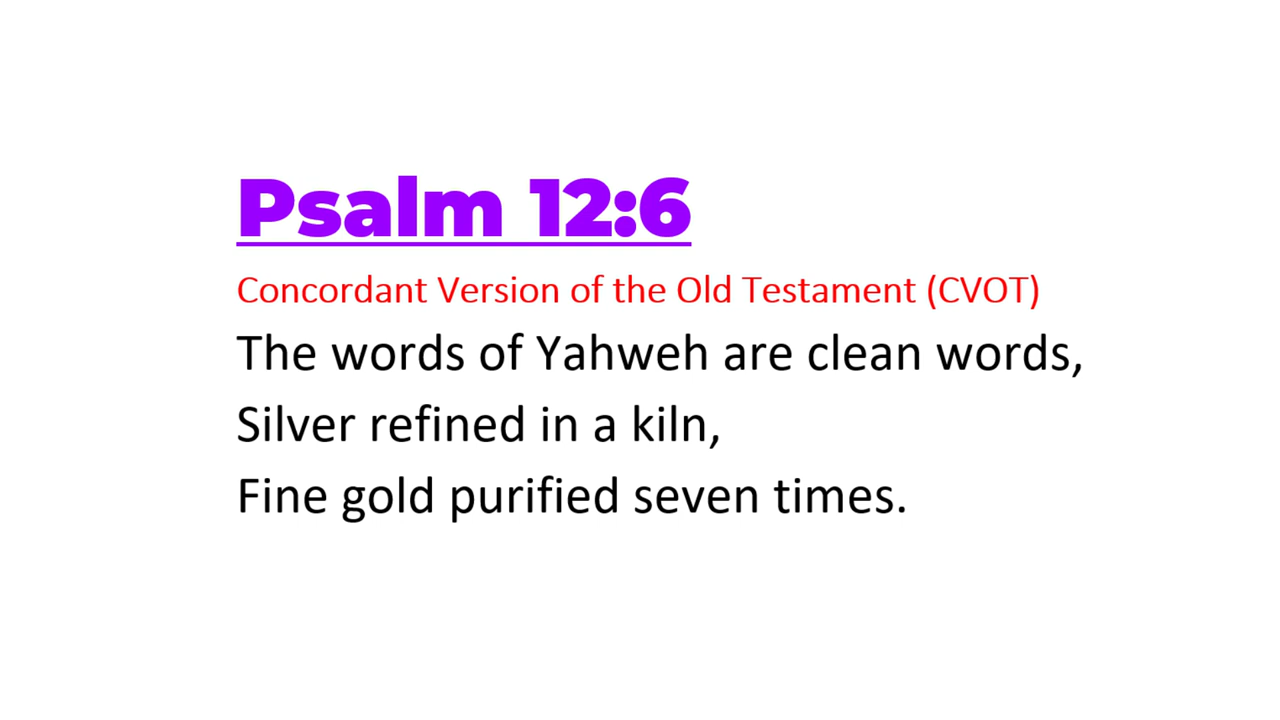 Psalm 12:6
Concordant Version of the Old Testament (CVOT)
The words of Yahweh are clean words,
Silver refined in a kiln,
Fine gold purified seven times.